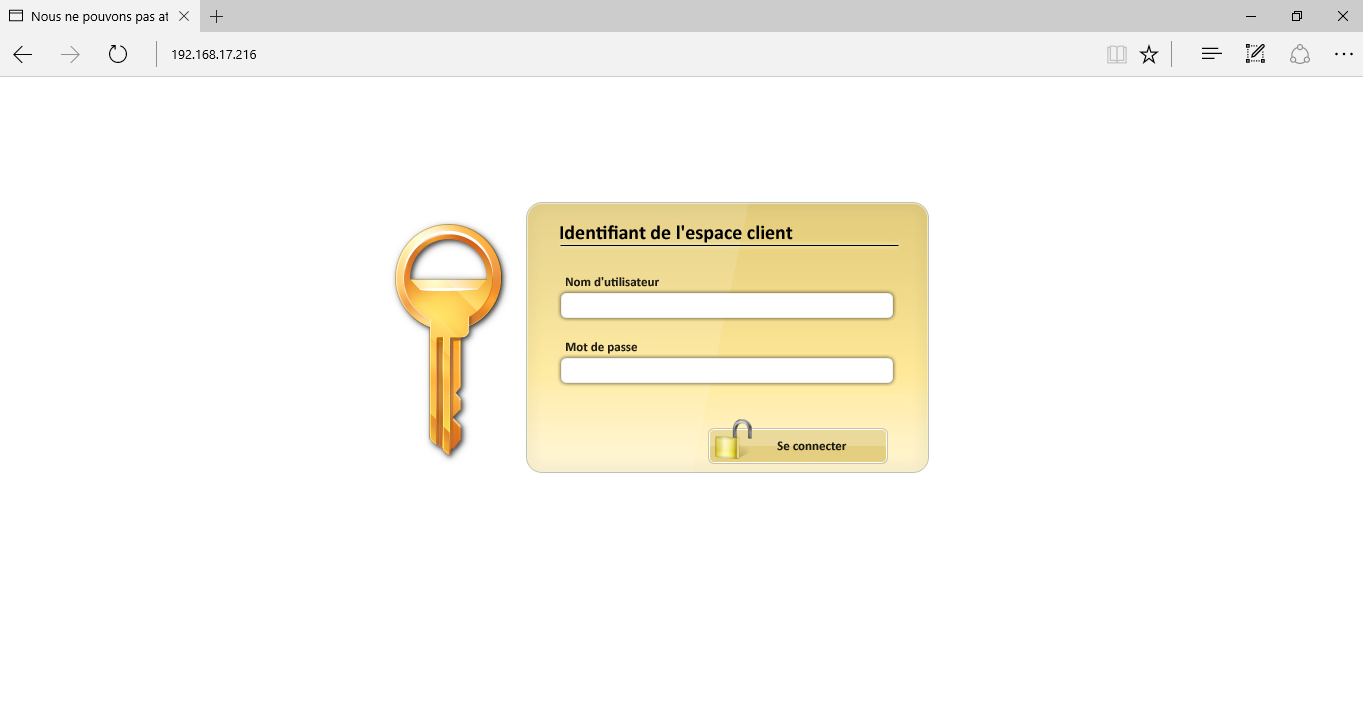 Nous ne pouvons pas at
192.168.17.216
Identifiant de l'espace client
Nom d'utilisateur
Mot de passe
Se connecter